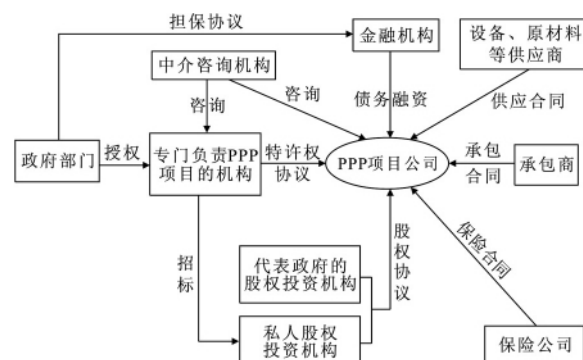 担保协议
金融机构
设备、原材料
等供应商
中介咨询机构
咨询
咨询
债务融资
供应合同
政府部门
授权
专门负责PPP
项目的机构
特许权
协议
PPP项目公司
承包
合同
承包商
招标
股权协议
保险合同
代表政府的
股权投资机构
私人股权
投资机构
保险公司